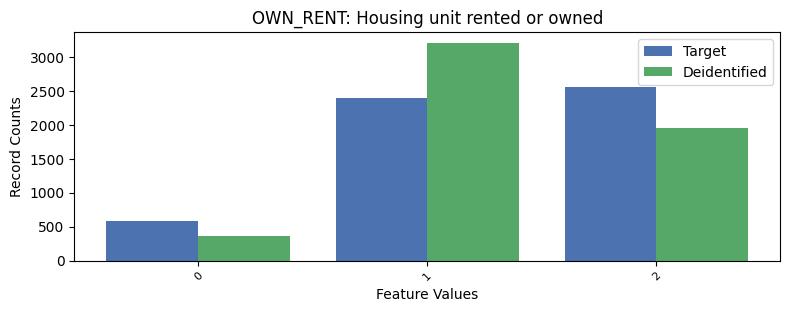 OWN_RENT: Housing unit rented or owned
Target
Deidentified
3000
2500
2000
1500
1000
500
0
Record Counts
0
1
2
Feature Values